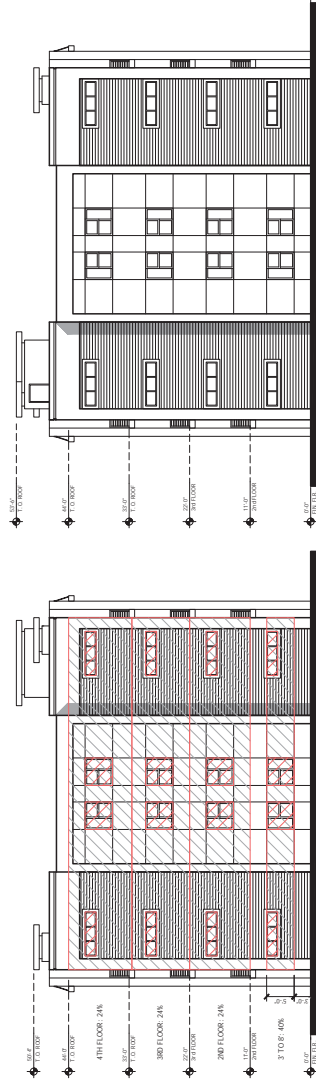 53'-6"
T.O. ROOF
44'-0"
T.O. ROOF
33'-0"
T.O. ROOF
22'-0"
3rd FLOOR
11'-0"
2nd FLOOR
0'-0"
FIN. FLR
T.O. ROOF
44'-0"
T.O. ROOF
4TH FLOOR: 24%
33'-0"
T.O. ROOF
3RD FLOOR: 24%
22'-0"
3rd FLOOR
2ND FLOOR: 24%
11'-0"
2nd FLOOR
3' TO 8': 40%
0'-0"
FIN. FLR